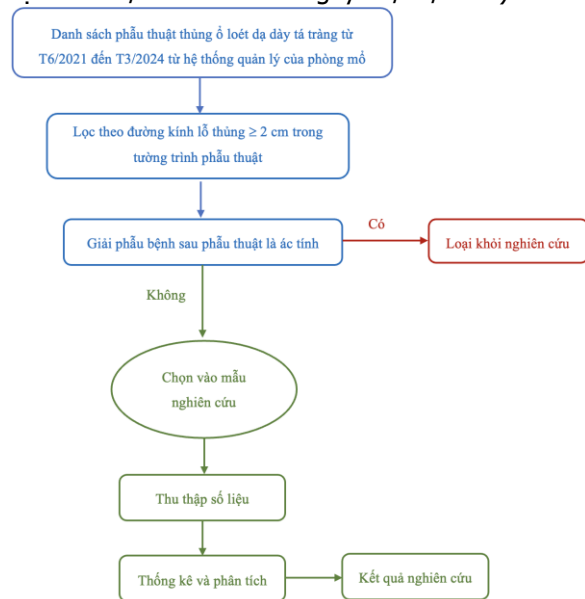 Danh sách phẫu thuật thủng ổ loét dạ dày tá tràng từ
T6/2021 đến T3/2024 từ hệ thống quản lý của phòng mổ
Lọc theo đường kính lỗ thủng ≥ 2 cm trong
tường trình phẫu thuật
Giải phẫu bệnh sau phẫu thuật là ác tính
Có
Loại khỏi nghiên cứu
Không
Chọn vào mẫu
nghiên cứu
Thu thập số liệu
Thống kê và phân tích
Kết quả nghiên cứu